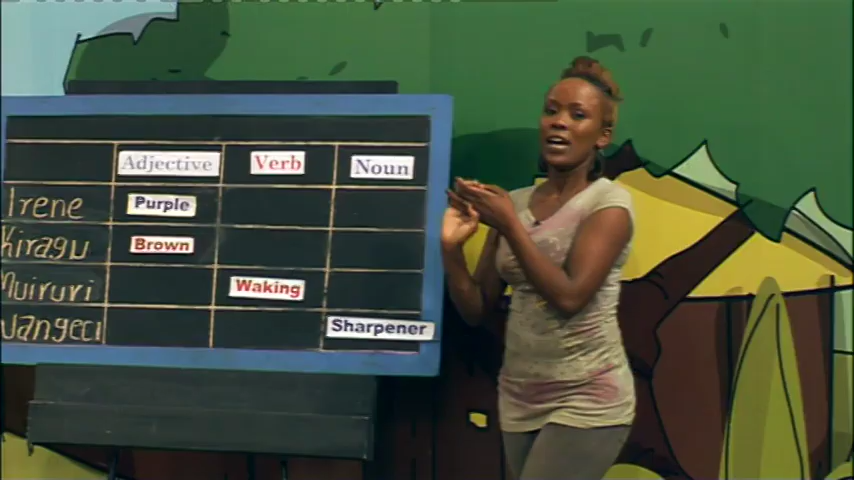 Adjective Verb Noun
Irene Purple
Kiragu Brown
Muiruri Waking
Wangeci Sharpener